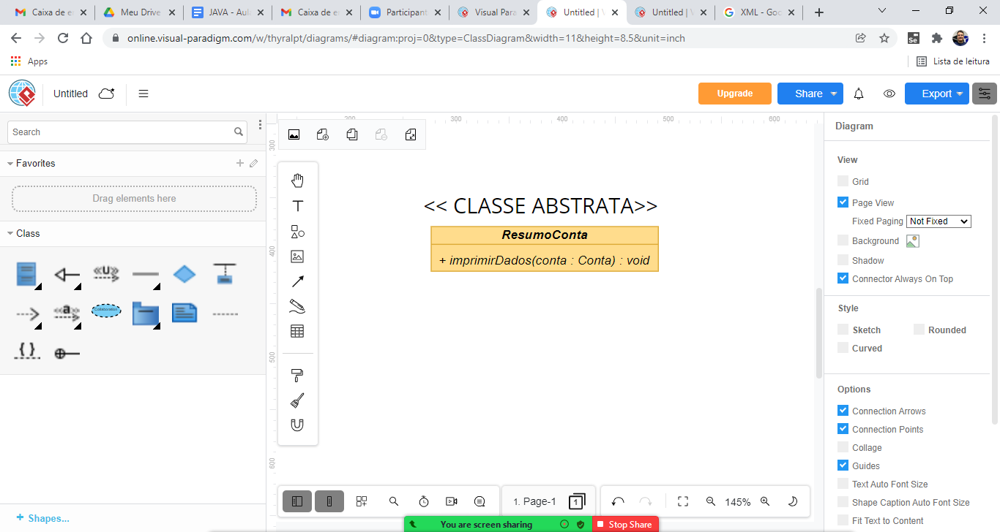 Caixa de e
Meu Drive
JAVA - Aul
Caixa de e
Participant
Visual Para
Untitled | V
Untitled | V
XML - Goo
online.visual-paradigm.com/w/thyralpt/diagrams/#diagram:proj=0&type=ClassDiagram&width=11&height=8.5&unit=inch
Se
Apps
Lista de leitura
Untitled
Upgrade
Share
Export
Search
200
300
400
500
600
Diagram
300
400
500
600
Favorites
Drag elements here
Class
<<U>>
<<a>>
Collaboration
{ }
T
<< CLASSE ABSTRATA>>
ResumoConta
+ imprimirDados(conta : Conta) : void
View
Grid
Page View
Fixed Paging Not Fixed
Background
Shadow
Connector Always On Top
Style
Sketch
Rounded
Curved
Options
Connection Arrows
Connection Points
Collage
Guides
Text Auto Font Size
Shape Caption Auto Font Size
Fit Text to Content
+ Shapes...
1. Page-1
1
145%
You are screen sharing
Stop Share